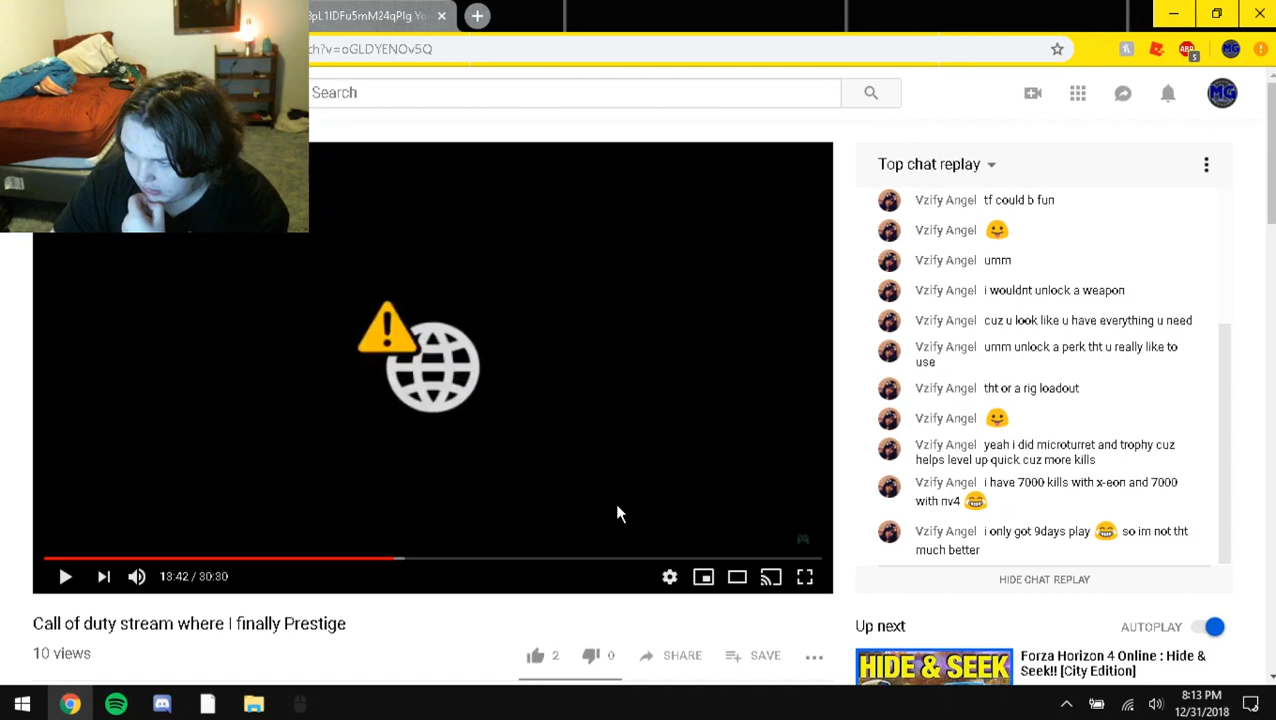 3pL1IDFu5mM24qPIg Yo
ch?v=oGLDYENOv5Q
ABP
5
MG
Search
MG
Top chat replay
Vzify Angel tf could b fun
Vzify Angel 😛
Vzify Angel umm
Vzify Angel i wouldnt unlock a weapon
Vzify Angel cuz u look like u have everything u need
Vzify Angel umm unlock a perk tht u really like to
use
Vzify Angel tht or a rig loadout
Vzify Angel 😛
Vzify Angel yeah i did microturret and trophy cuz
helps level up quick cuz more kills
Vzify Angel i have 7000 kills with x-eon and 7000
with nv4 😂
Vzify Angel i only got 9days play 😂 so im not tht
much better
HIDE CHAT REPLAY
13:42 / 30:30
Call of duty stream where I finally Prestige
10 views
2
0
SHARE
SAVE
Up next
AUTOPLAY
HIDE & SEEK
Forza Horizon 4 Online : Hide &
Seek!! [City Edition]
8:13 PM
12/31/2018